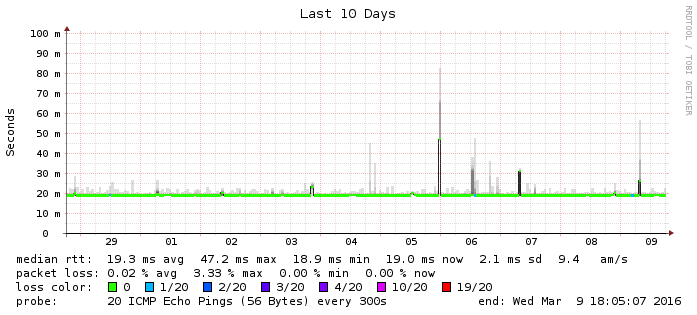 Last 10 Days
RRDTOOL / TOBI OETIKER
Seconds
100 m
90 m
80 m
70 m
60 m
50 m
40 m
30 m
20 m
10 m
0
29 01 02 03 04 05 06 07 08 09
median rtt: 19.3 ms avg 47.2 ms max 18.9 ms min 19.0 ms now 2.1 ms sd 9.4 am/s
packet loss: 0.02 % avg 3.33 % max 0.00 % min 0.00 % now
loss color: 0 1/20 2/20 3/20 4/20 10/20 19/20
probe: 20 ICMP Echo Pings (56 Bytes) every 300s end: Wed Mar 9 18:05:07 2016